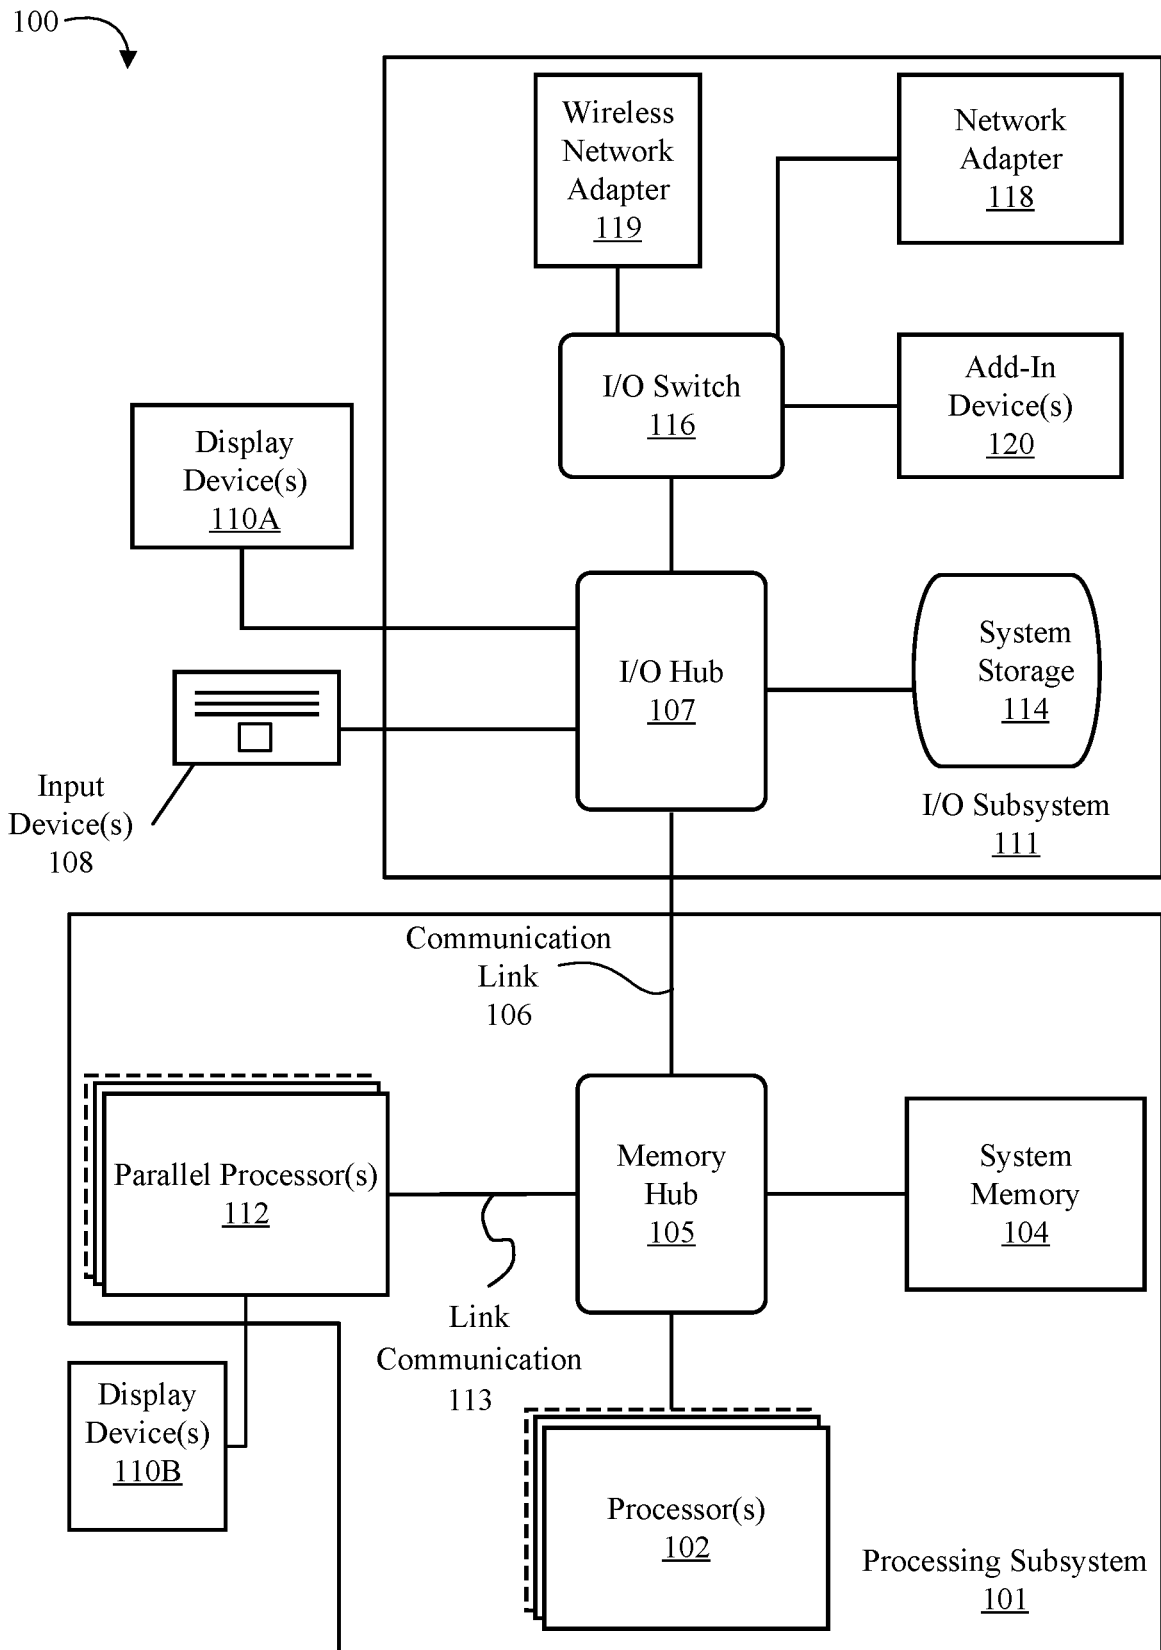 100
Wireless
Network
Adapter
119
Network
Adapter
118
I/O Switch
116
Add-In
Device(s)
120
Display
Device(s)
110A
I/O Hub
107
System
Storage
114
Input
Device(s)
108
I/O Subsystem
111
Communication
Link
106
Parallel Processor(s)
112
Memory
Hub
105
System
Memory
104
Link
Communication
113
Display
Device(s)
110B
Processor(s)
102
Processing Subsystem
101